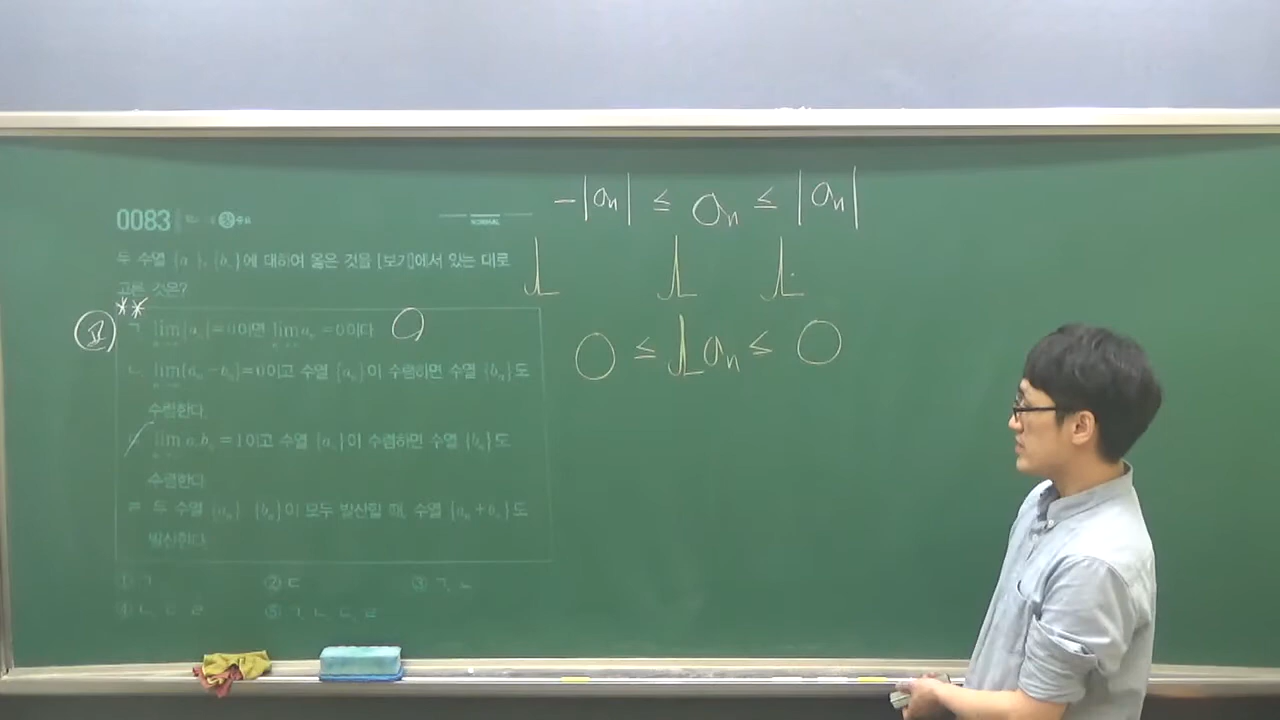 0083 중요
NORMAL
두 수열 {aₙ}, {bₙ}에 대하여 옳은 것을 [보기]에서 있는 대로
고른 것은?
**
ㄱ. lim|aₙ|=0이면 lim aₙ=0이다. O
ㄴ. lim(aₙ-bₙ)=0이고 수열 {aₙ}이 수렴하면 수열 {bₙ}도
수렴한다.
ㄷ. lim aₙbₙ=1이고 수열 {aₙ}이 수렴하면 수열 {bₙ}도
수렴한다.
ㄹ. 두 수열 {aₙ}, {bₙ}이 모두 발산할 때, 수열 {aₙ+bₙ}도
발산한다.
① ㄱ ② ㄷ ③ ㄱ, ㄴ
④ ㄴ, ㄷ, ㄹ ⑤ ㄱ, ㄴ, ㄷ, ㄹ
-|aₙ| ≤ aₙ ≤ |aₙ|
0 ≤ aₙ ≤ 0